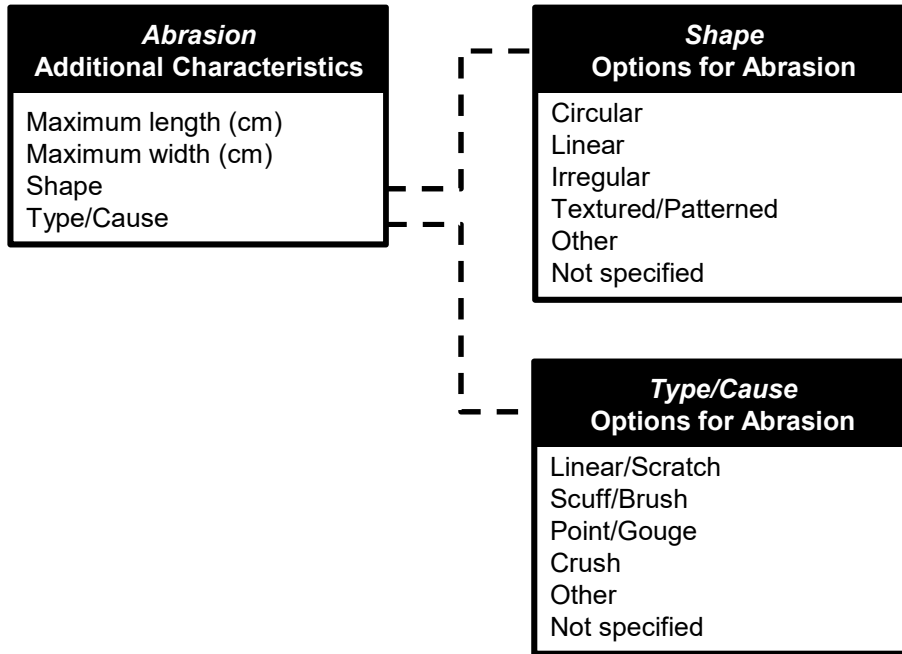 Abrasion
Additional Characteristics
Maximum length (cm)
Maximum width (cm)
Shape
Type/Cause
Shape
Options for Abrasion
Circular
Linear
Irregular
Textured/Patterned
Other
Not specified
Type/Cause
Options for Abrasion
Linear/Scratch
Scuff/Brush
Point/Gouge
Crush
Other
Not specified